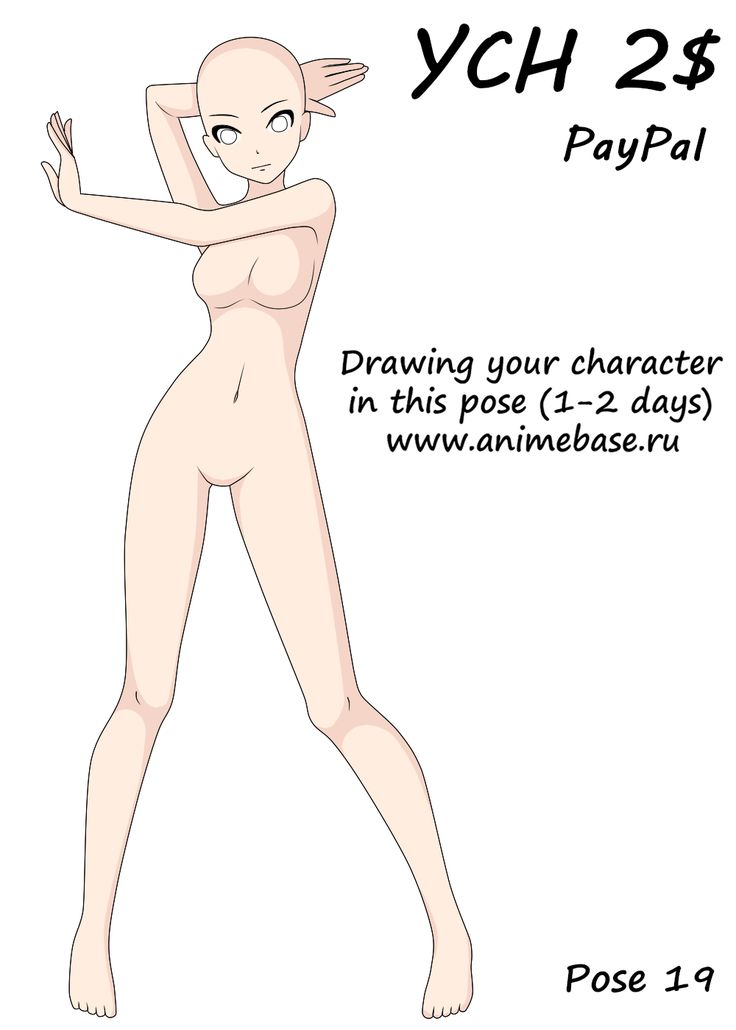 YCH 2$
PayPal
Drawing your character
in this pose (1-2 days)
www.animebase.ru
Pose 19